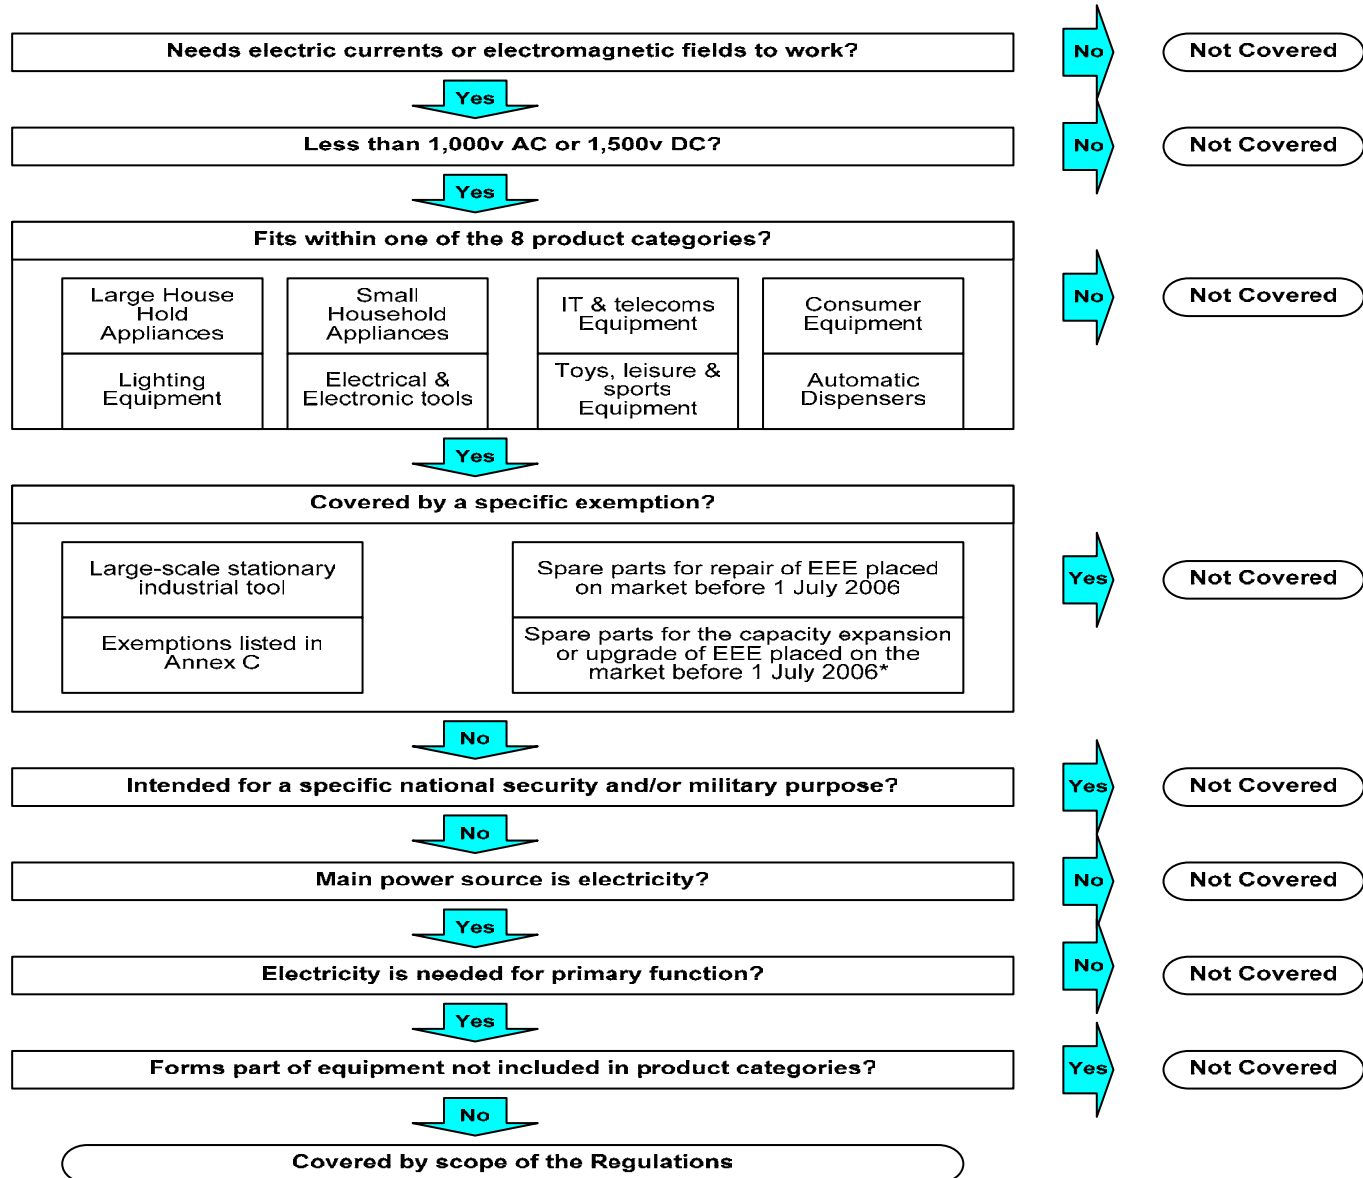 Needs electric currents or electromagnetic fields to work?
No
Not Covered
Yes
Less than 1,000v AC or 1,500v DC?
No
Not Covered
Yes
Fits within one of the 8 product categories?
Large House
Hold
Appliances
Small
Household
Appliances
IT & telecoms
Equipment
Consumer
Equipment
No
Not Covered
Lighting
Equipment
Electrical &
Electronic tools
Toys, leisure &
sports
Equipment
Automatic
Dispensers
Yes
Covered by a specific exemption?
Large-scale stationary
industrial tool
Spare parts for repair of EEE placed
on market before 1 July 2006
Yes
Not Covered
Exemptions listed in
Annex C
Spare parts for the capacity expansion
or upgrade of EEE placed on the
market before 1 July 2006*
No
Intended for a specific national security and/or military purpose?
Yes
Not Covered
No
Main power source is electricity?
No
Not Covered
Yes
Electricity is needed for primary function?
No
Not Covered
Yes
Forms part of equipment not included in product categories?
Yes
Not Covered
No
Covered by scope of the Regulations